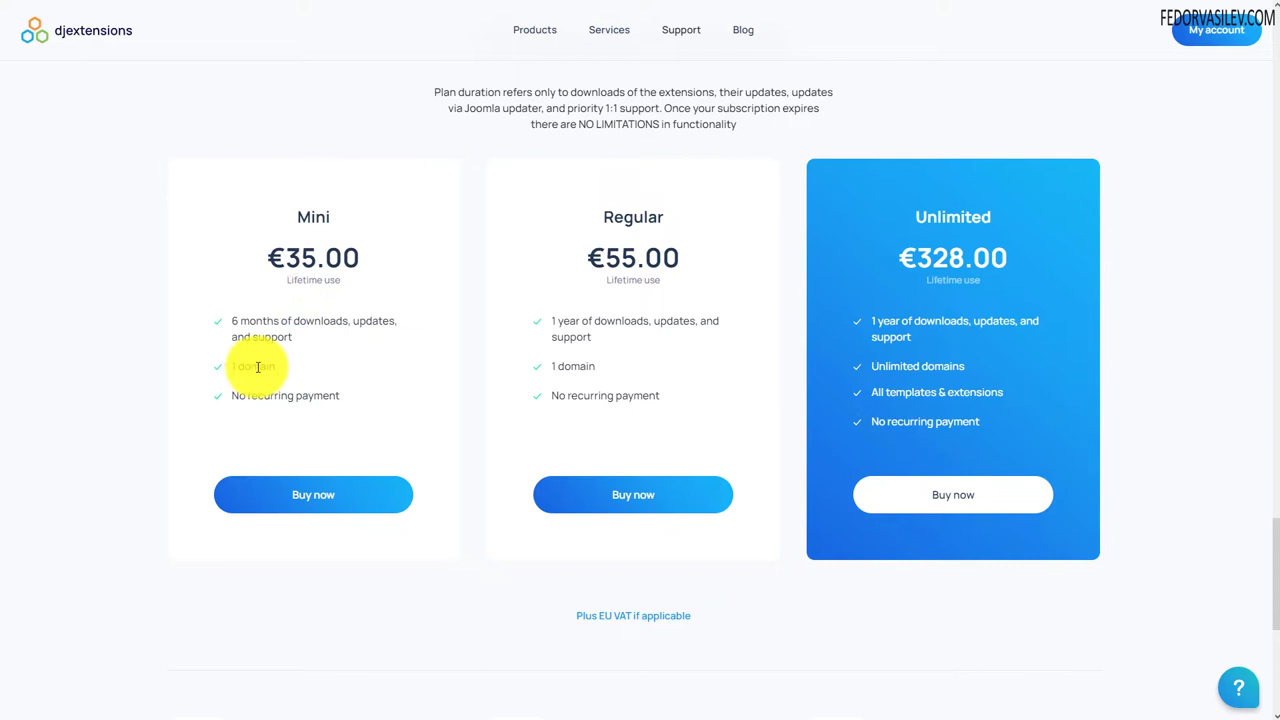 djextensions
Products
Services
Support
Blog
FEDORVASILEV.COM
My account
Plan duration refers only to downloads of the extensions, their updates, updates
via Joomla updater, and priority 1:1 support. Once your subscription expires
there are NO LIMITATIONS in functionality
Mini
€35.00
Lifetime use
6 months of downloads, updates,
and support
1 domain
No recurring payment
Buy now
Regular
€55.00
Lifetime use
1 year of downloads, updates, and
support
1 domain
No recurring payment
Buy now
Unlimited
€328.00
Lifetime use
1 year of downloads, updates, and
support
Unlimited domains
All templates & extensions
No recurring payment
Buy now
Plus EU VAT if applicable
?